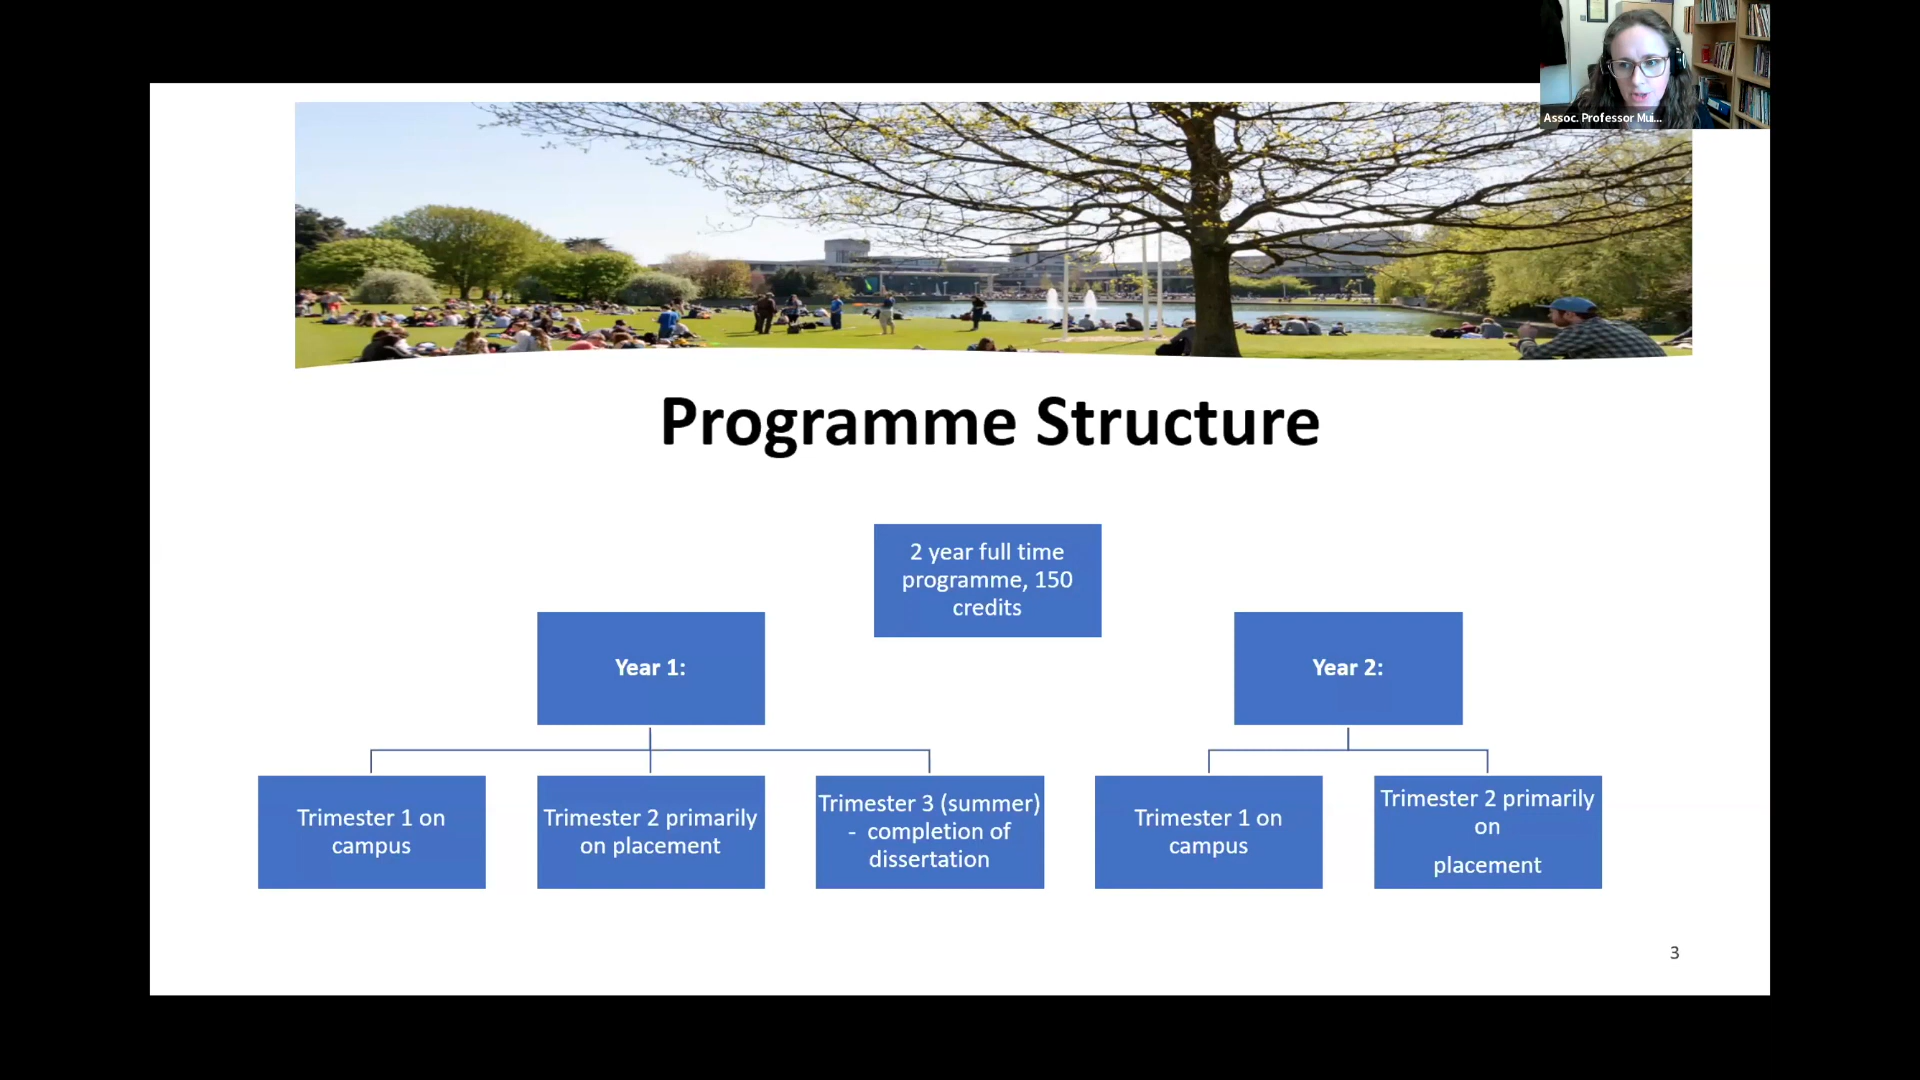 Assoc. Professor Mui...
Programme Structure
2 year full time
programme, 150
credits
Year 1:
Year 2:
Trimester 1 on
campus
Trimester 2 primarily
on placement
Trimester 3 (summer)
- completion of
dissertation
Trimester 1 on
campus
Trimester 2 primarily
on
placement
3